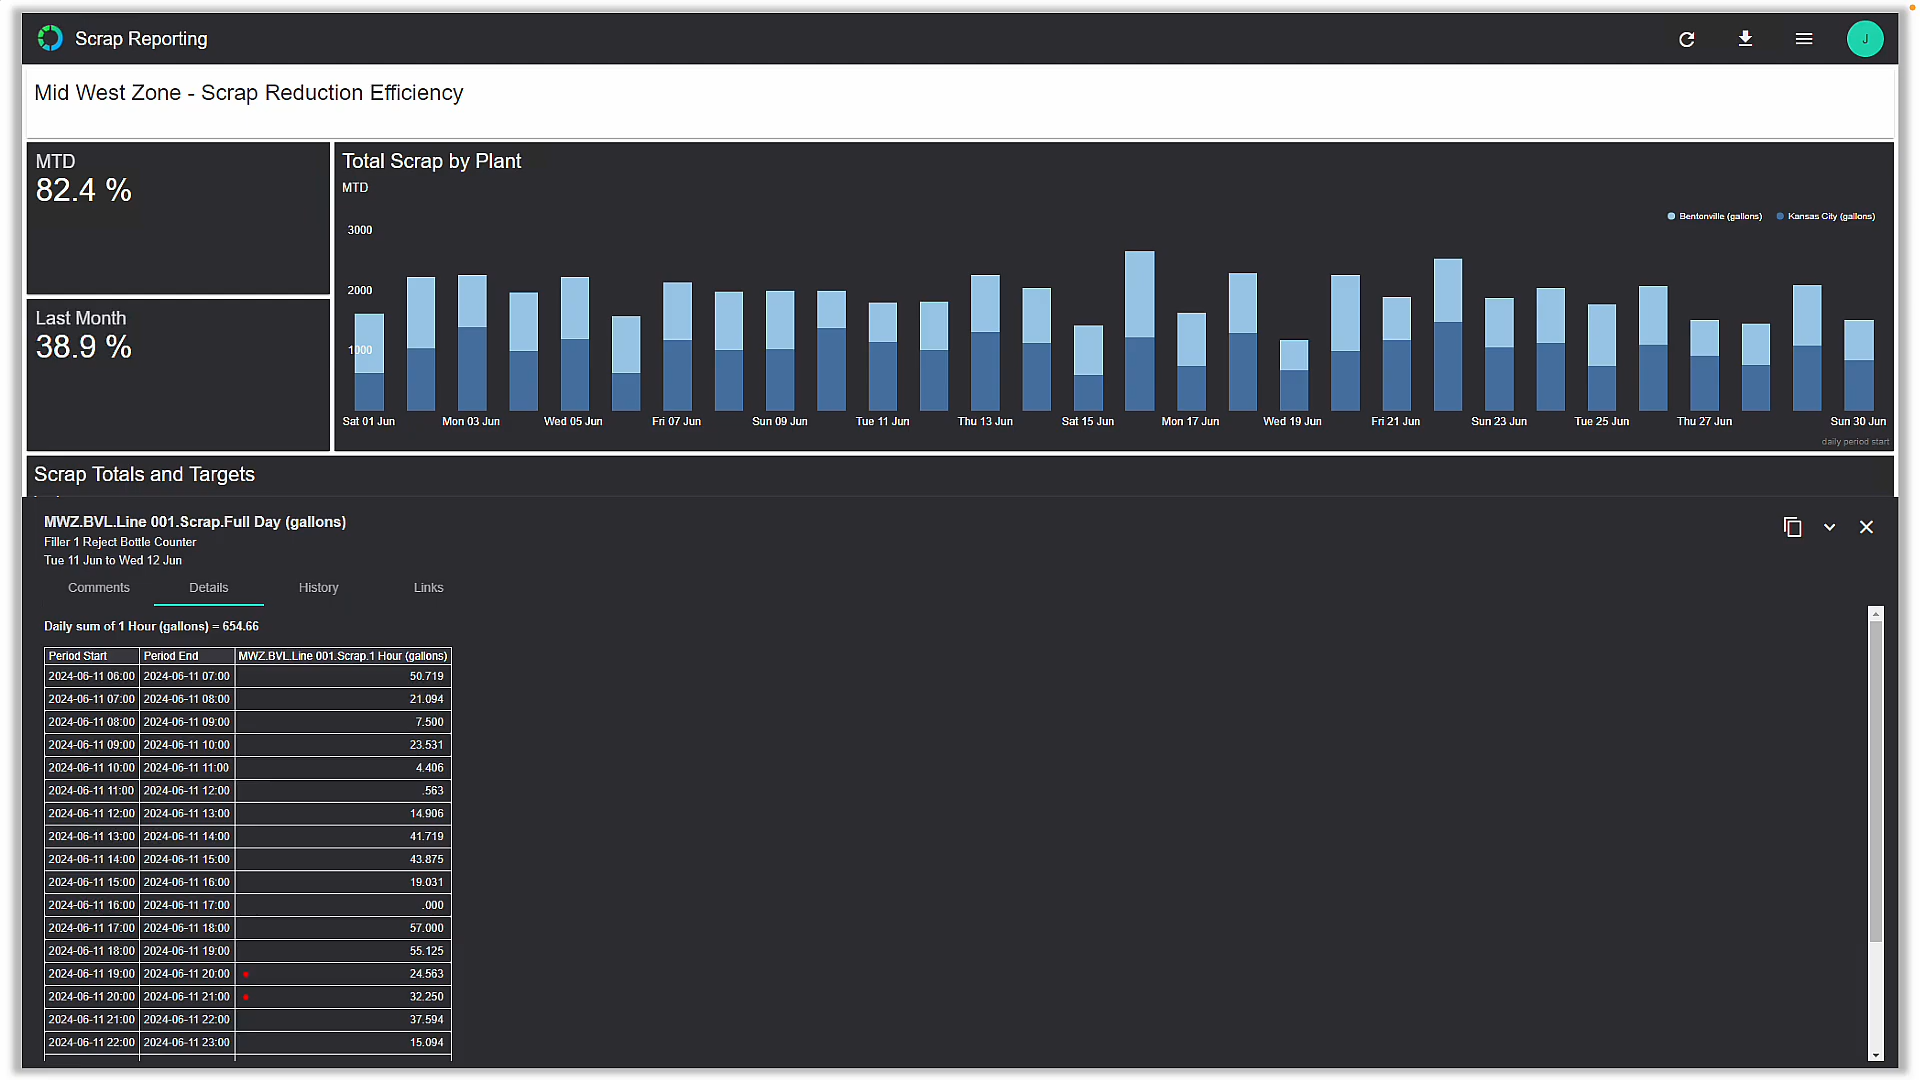 Scrap Reporting
J
Mid West Zone - Scrap Reduction Efficiency
MTD
82.4 %
Last Month
38.9 %
Total Scrap by Plant
MTD
Bentonville (gallons) Kansas City (gallons)
3000
2000
1000
Sat 01 Jun Mon 03 Jun Wed 05 Jun Fri 07 Jun Sun 09 Jun Tue 11 Jun Thu 13 Jun Sat 15 Jun Mon 17 Jun Wed 19 Jun Fri 21 Jun Sun 23 Jun Tue 25 Jun Thu 27 Jun Sun 30 Jun
daily period start
Scrap Totals and Targets
MWZ.BVL.Line 001.Scrap.Full Day (gallons)
Filler 1 Reject Bottle Counter
Tue 11 Jun to Wed 12 Jun
Comments Details History Links
Daily sum of 1 Hour (gallons) = 654.66
Period Start Period End MWZ.BVL.Line 001.Scrap.1 Hour (gallons)
2024-06-11 06:00 2024-06-11 07:00 50.719
2024-06-11 07:00 2024-06-11 08:00 21.094
2024-06-11 08:00 2024-06-11 09:00 7.500
2024-06-11 09:00 2024-06-11 10:00 23.531
2024-06-11 10:00 2024-06-11 11:00 4.406
2024-06-11 11:00 2024-06-11 12:00 .563
2024-06-11 12:00 2024-06-11 13:00 14.906
2024-06-11 13:00 2024-06-11 14:00 41.719
2024-06-11 14:00 2024-06-11 15:00 43.875
2024-06-11 15:00 2024-06-11 16:00 19.031
2024-06-11 16:00 2024-06-11 17:00 .000
2024-06-11 17:00 2024-06-11 18:00 57.000
2024-06-11 18:00 2024-06-11 19:00 55.125
2024-06-11 19:00 2024-06-11 20:00 24.563
2024-06-11 20:00 2024-06-11 21:00 32.250
2024-06-11 21:00 2024-06-11 22:00 37.594
2024-06-11 22:00 2024-06-11 23:00 15.094